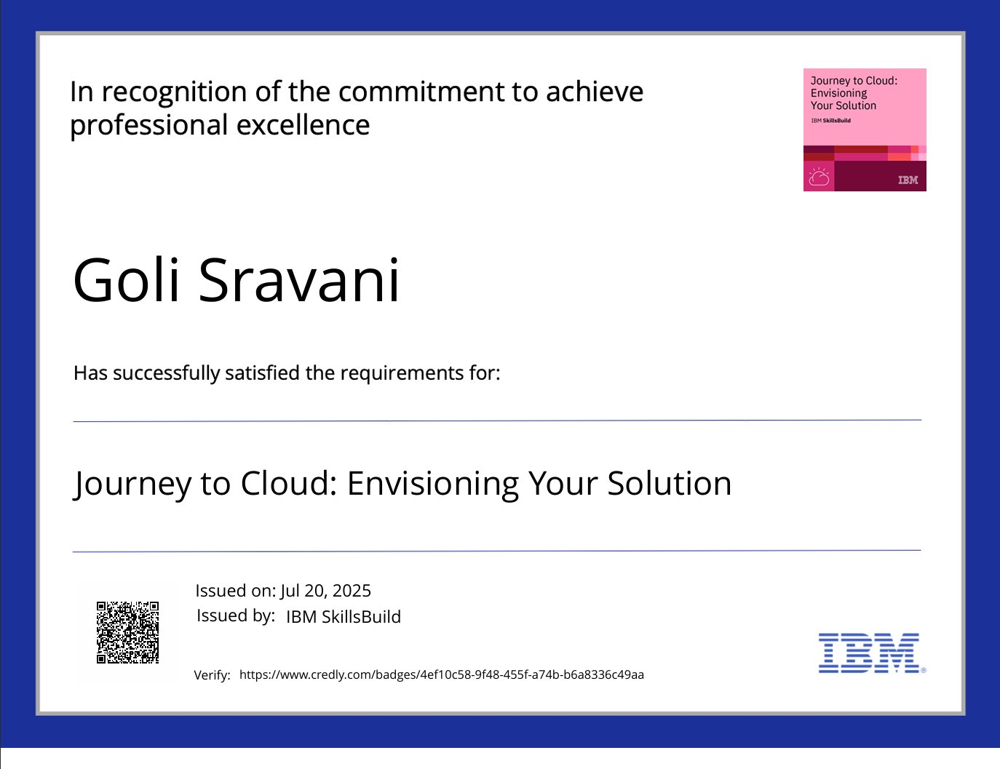 In recognition of the commitment to achieve
professional excellence
Journey to Cloud:
Envisioning
Your Solution
IBM SkillsBuild
IBM
Goli Sravani
Has successfully satisfied the requirements for:
Journey to Cloud: Envisioning Your Solution
Issued on: Jul 20, 2025
Issued by: IBM SkillsBuild
Verify: https://www.credly.com/badges/4ef10c58-9f48-455f-a74b-b6a8336c49aa
IBM®